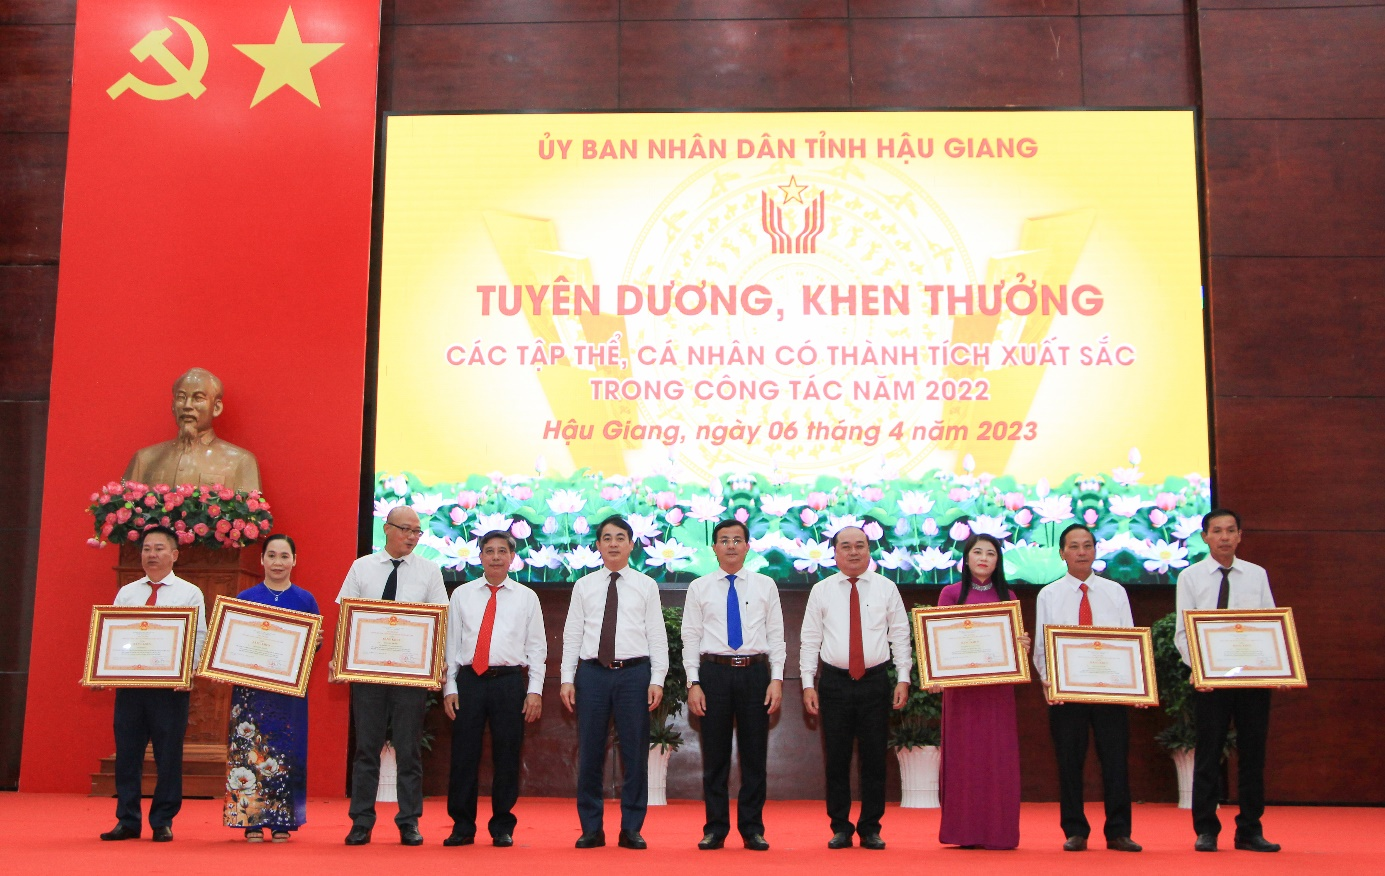 ỦY BAN NHÂN DÂN TỈNH HẬU GIANG
TUYÊN DƯƠNG, KHEN THƯỞNG
CÁC TẬP THỂ, CÁ NHÂN CÓ THÀNH TÍCH XUẤT SẮC
TRONG CÔNG TÁC NĂM 2022
Hậu Giang, ngày 06 tháng 4 năm 2023